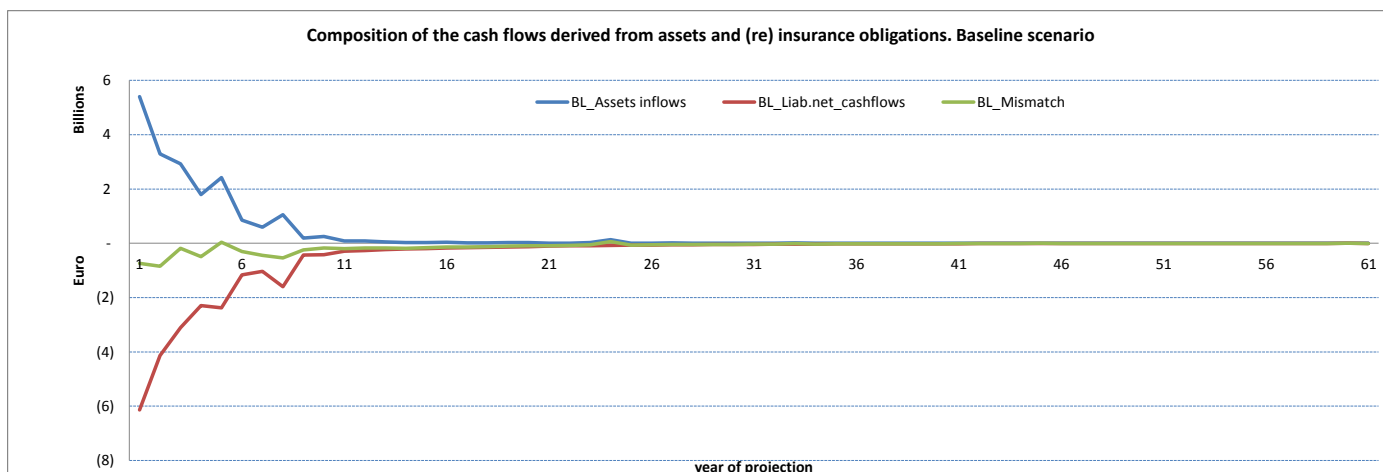 Composition of the cash flows derived from assets and (re) insurance obligations. Baseline scenario
Billions
Euro
6
4
2
-
(2)
(4)
(6)
(8)
BL_Assets inflows BL_Liab.net_cashflows BL_Mismatch
1 6 11 16 21 26 31 36 41 46 51 56 61
year of projection